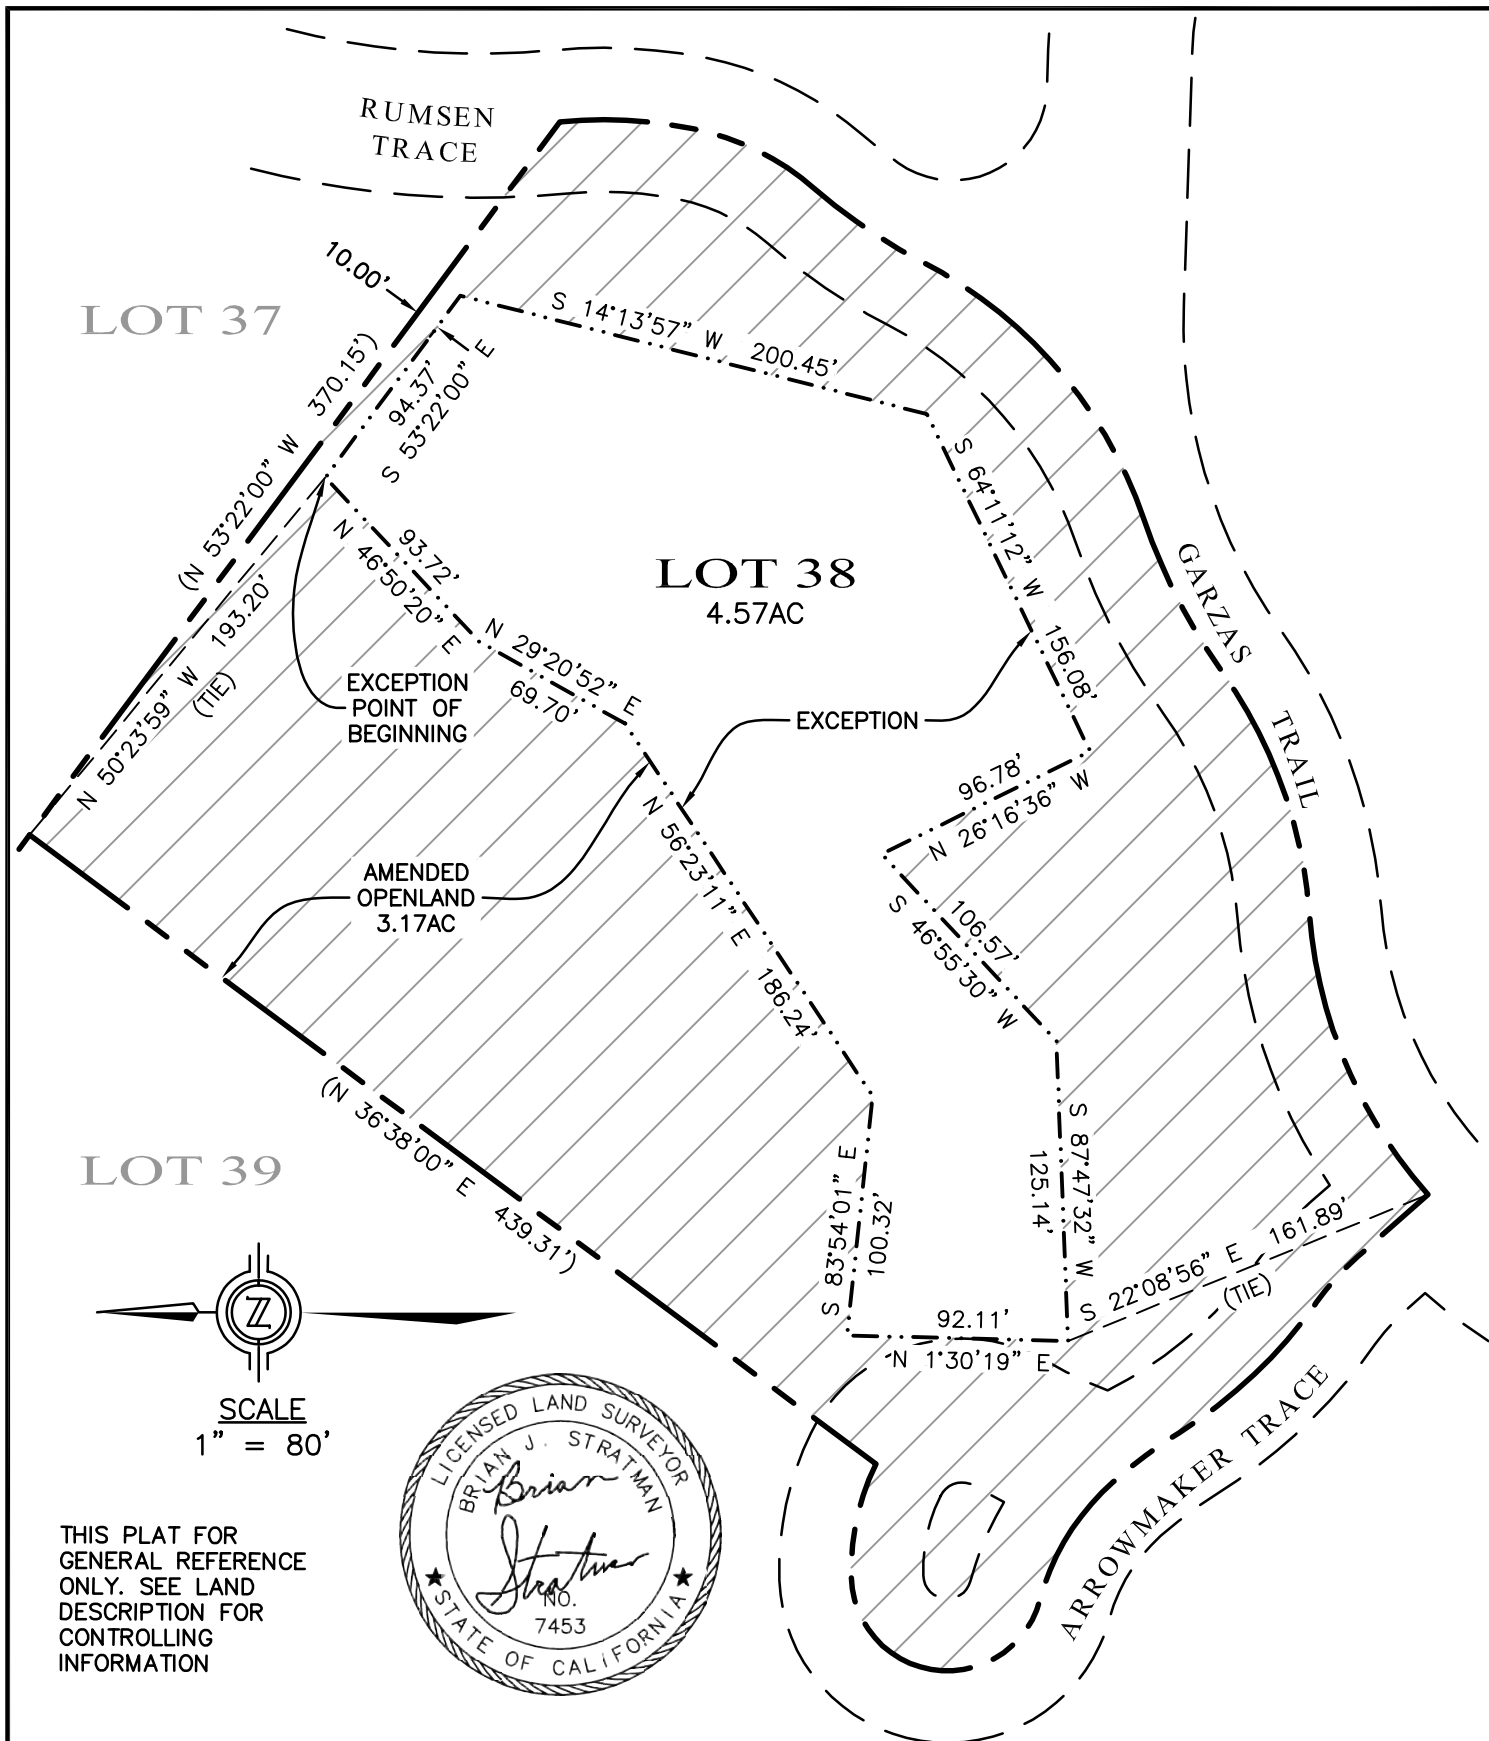 RUMSEN
TRACE
10.00'
LOT 37
(N 53°22'00" W 370.15')
94.37'
S 53°22'00" E
S 14°13'57" W 200.45'
S 64°11'12" W 156.08'
GARZAS TRAIL
N 50°23'59" W 193.20'
(TIE)
93.72'
N 46°50'20" E
N 29°20'52" E
69.70'
LOT 38
4.57AC
EXCEPTION
POINT OF
BEGINNING
EXCEPTION
96.78'
N 26°16'36" W
N 56°23'11" E 186.24'
AMENDED
OPENLAND
3.17AC
106.57'
S 46°55'30" W
(N 36°38'00" E 439.31')
LOT 39
S 83°54'01" E
100.32'
S 87°47'32" W
125.14'
S 22°08'56" E 161.89'
(TIE)
92.11'
N 1°30'19" E
ARROWMAKER TRACE
Z
SCALE
1" = 80'
LICENSED LAND SURVEYOR
BRIAN J. STRATMAN
Brian
Stratman
NO.
7453
STATE OF CALIFORNIA
THIS PLAT FOR
GENERAL REFERENCE
ONLY. SEE LAND
DESCRIPTION FOR
CONTROLLING
INFORMATION